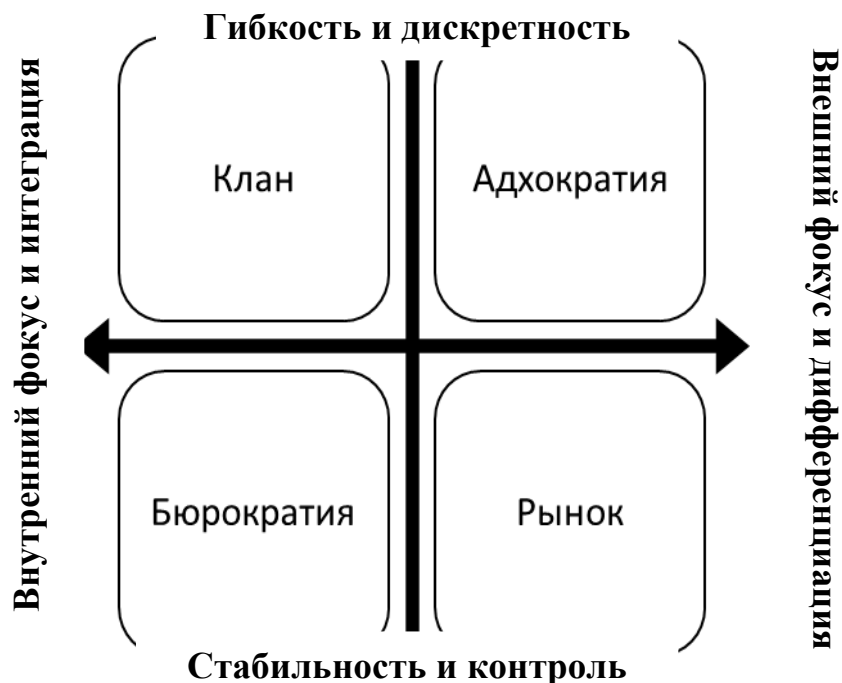 Гибкость и дискретность
Внутренний фокус и интеграция
Внешний фокус и дифференциация
Клан
Адхократия
Бюрократия
Рынок
Стабильность и контроль